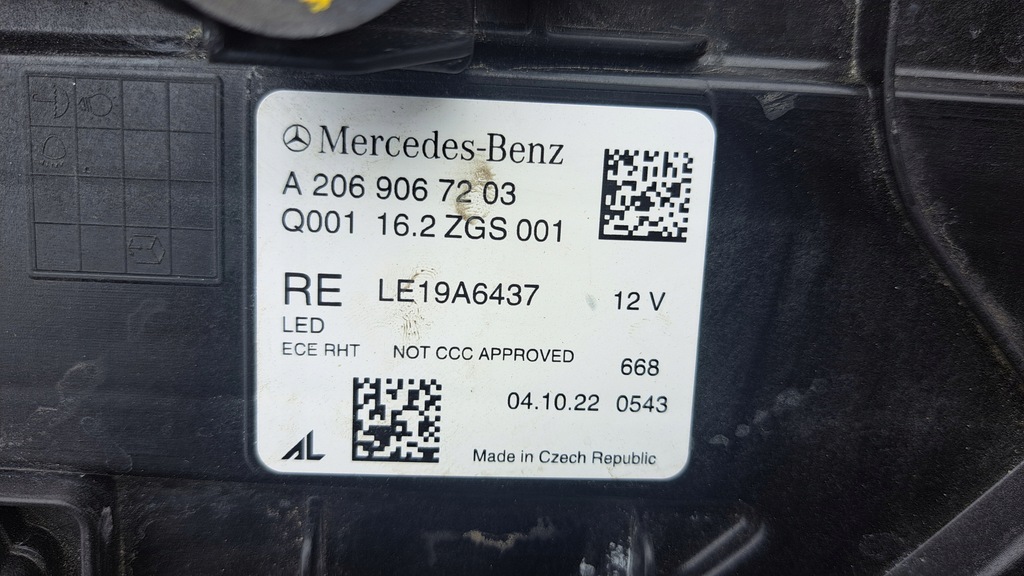 Mercedes-Benz
A 206 906 72 03
Q001 16.2 ZGS 001
RE LE19A6437 12 V
LED
ECE RHT NOT CCC APPROVED 668
04.10.22 0543
AL Made in Czech Republic